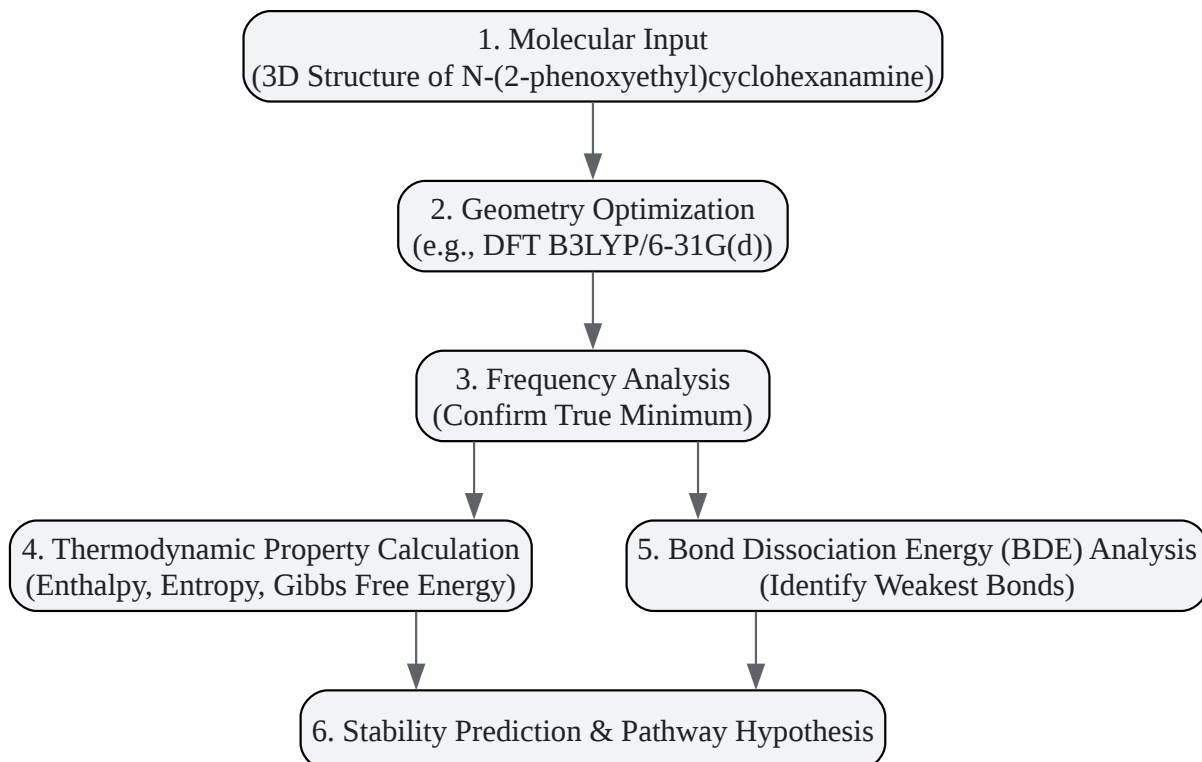 1. Molecular Input
(3D Structure of N-(2-phenoxyethyl)cyclohexanamine)
2. Geometry Optimization
(e.g., DFT B3LYP/6-31G(d))
3. Frequency Analysis
(Confirm True Minimum)
4. Thermodynamic Property Calculation
(Enthalpy, Entropy, Gibbs Free Energy)
5. Bond Dissociation Energy (BDE) Analysis
(Identify Weakest Bonds)
6. Stability Prediction & Pathway Hypothesis